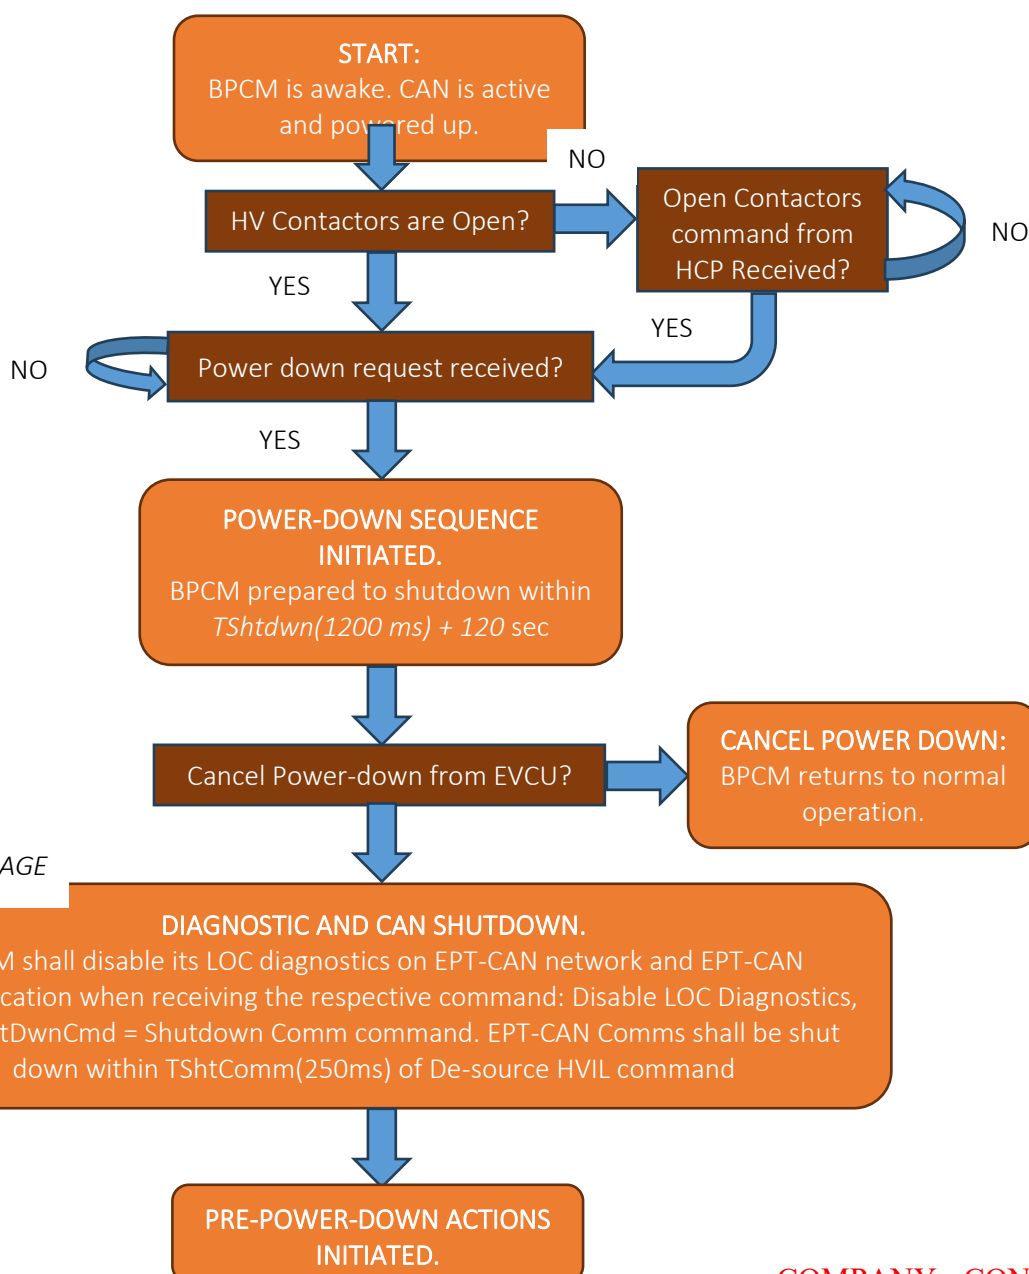 START:
BPCM is awake. CAN is active
and powered up.
NO
HV Contactors are Open?
Open Contactors
command from
HCP Received?
NO
YES
YES
NO
Power down request received?
YES
POWER-DOWN SEQUENCE
INITIATED.
BPCM prepared to shutdown within
TShtdwn(1200 ms) + 120 sec
Cancel Power-down from EVCU?
CANCEL POWER DOWN:
BPCM returns to normal
operation.
AGE
DIAGNOSTIC AND CAN SHUTDOWN.
M shall disable its LOC diagnostics on EPT-CAN network and EPT-CAN
ication when receiving the respective command: Disable LOC Diagnostics,
tDwnCmd = Shutdown Comm command. EPT-CAN Comms shall be shut
down within TShtComm(250ms) of De-source HVIL command
PRE-POWER-DOWN ACTIONS
INITIATED.
COMPANY CON